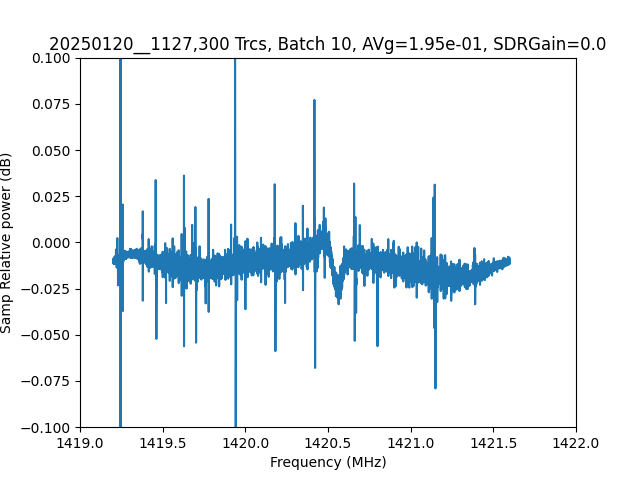 20250120__1127,300 Trcs, Batch 10, AVg=1.95e-01, SDRGain=0.0
0.100
0.075
0.050
0.025
0.000
−0.025
−0.050
−0.075
−0.100
Samp Relative power (dB)
1419.0 1419.5 1420.0 1420.5 1421.0 1421.5 1422.0
Frequency (MHz)